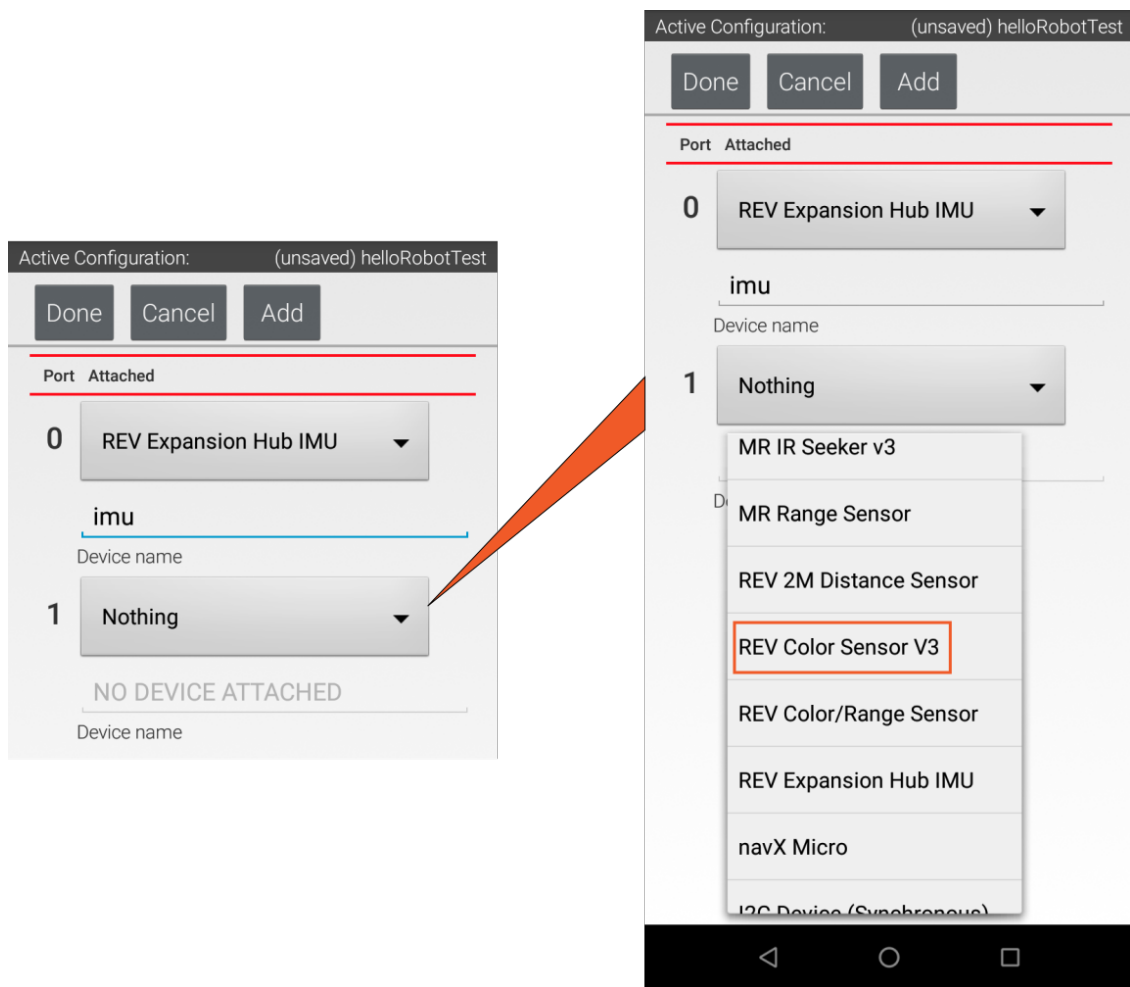 Active Configuration: (unsaved) helloRobotTest
Done Cancel Add
Port Attached
0 REV Expansion Hub IMU
imu
Device name
1 Nothing
NO DEVICE ATTACHED
Device name
Active Configuration: (unsaved) helloRobotTest
Done Cancel Add
Port Attached
0 REV Expansion Hub IMU
imu
Device name
1 Nothing
MR IR Seeker v3
MR Range Sensor
REV 2M Distance Sensor
REV Color Sensor V3
REV Color/Range Sensor
REV Expansion Hub IMU
navX Micro
I2C Device (Synchronous)